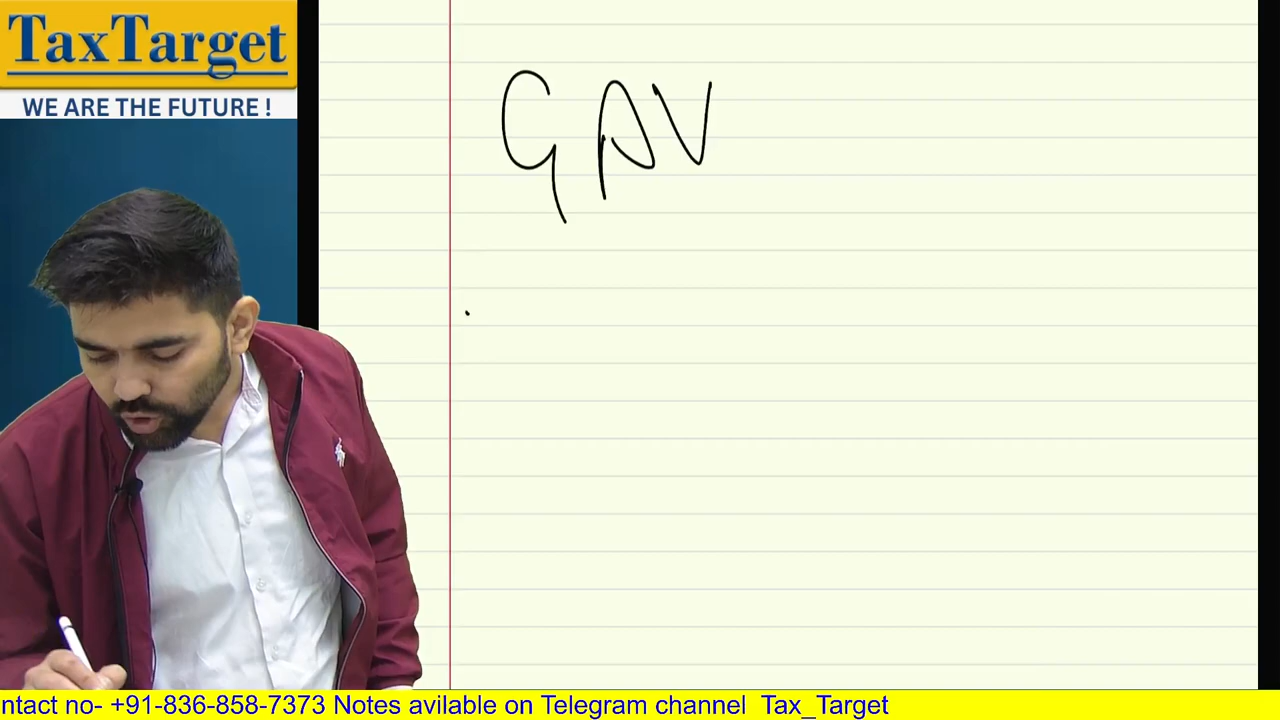 TaxTarget
WE ARE THE FUTURE !
GAV
ntact no- +91-836-858-7373 Notes avilable on Telegram channel Tax_Target